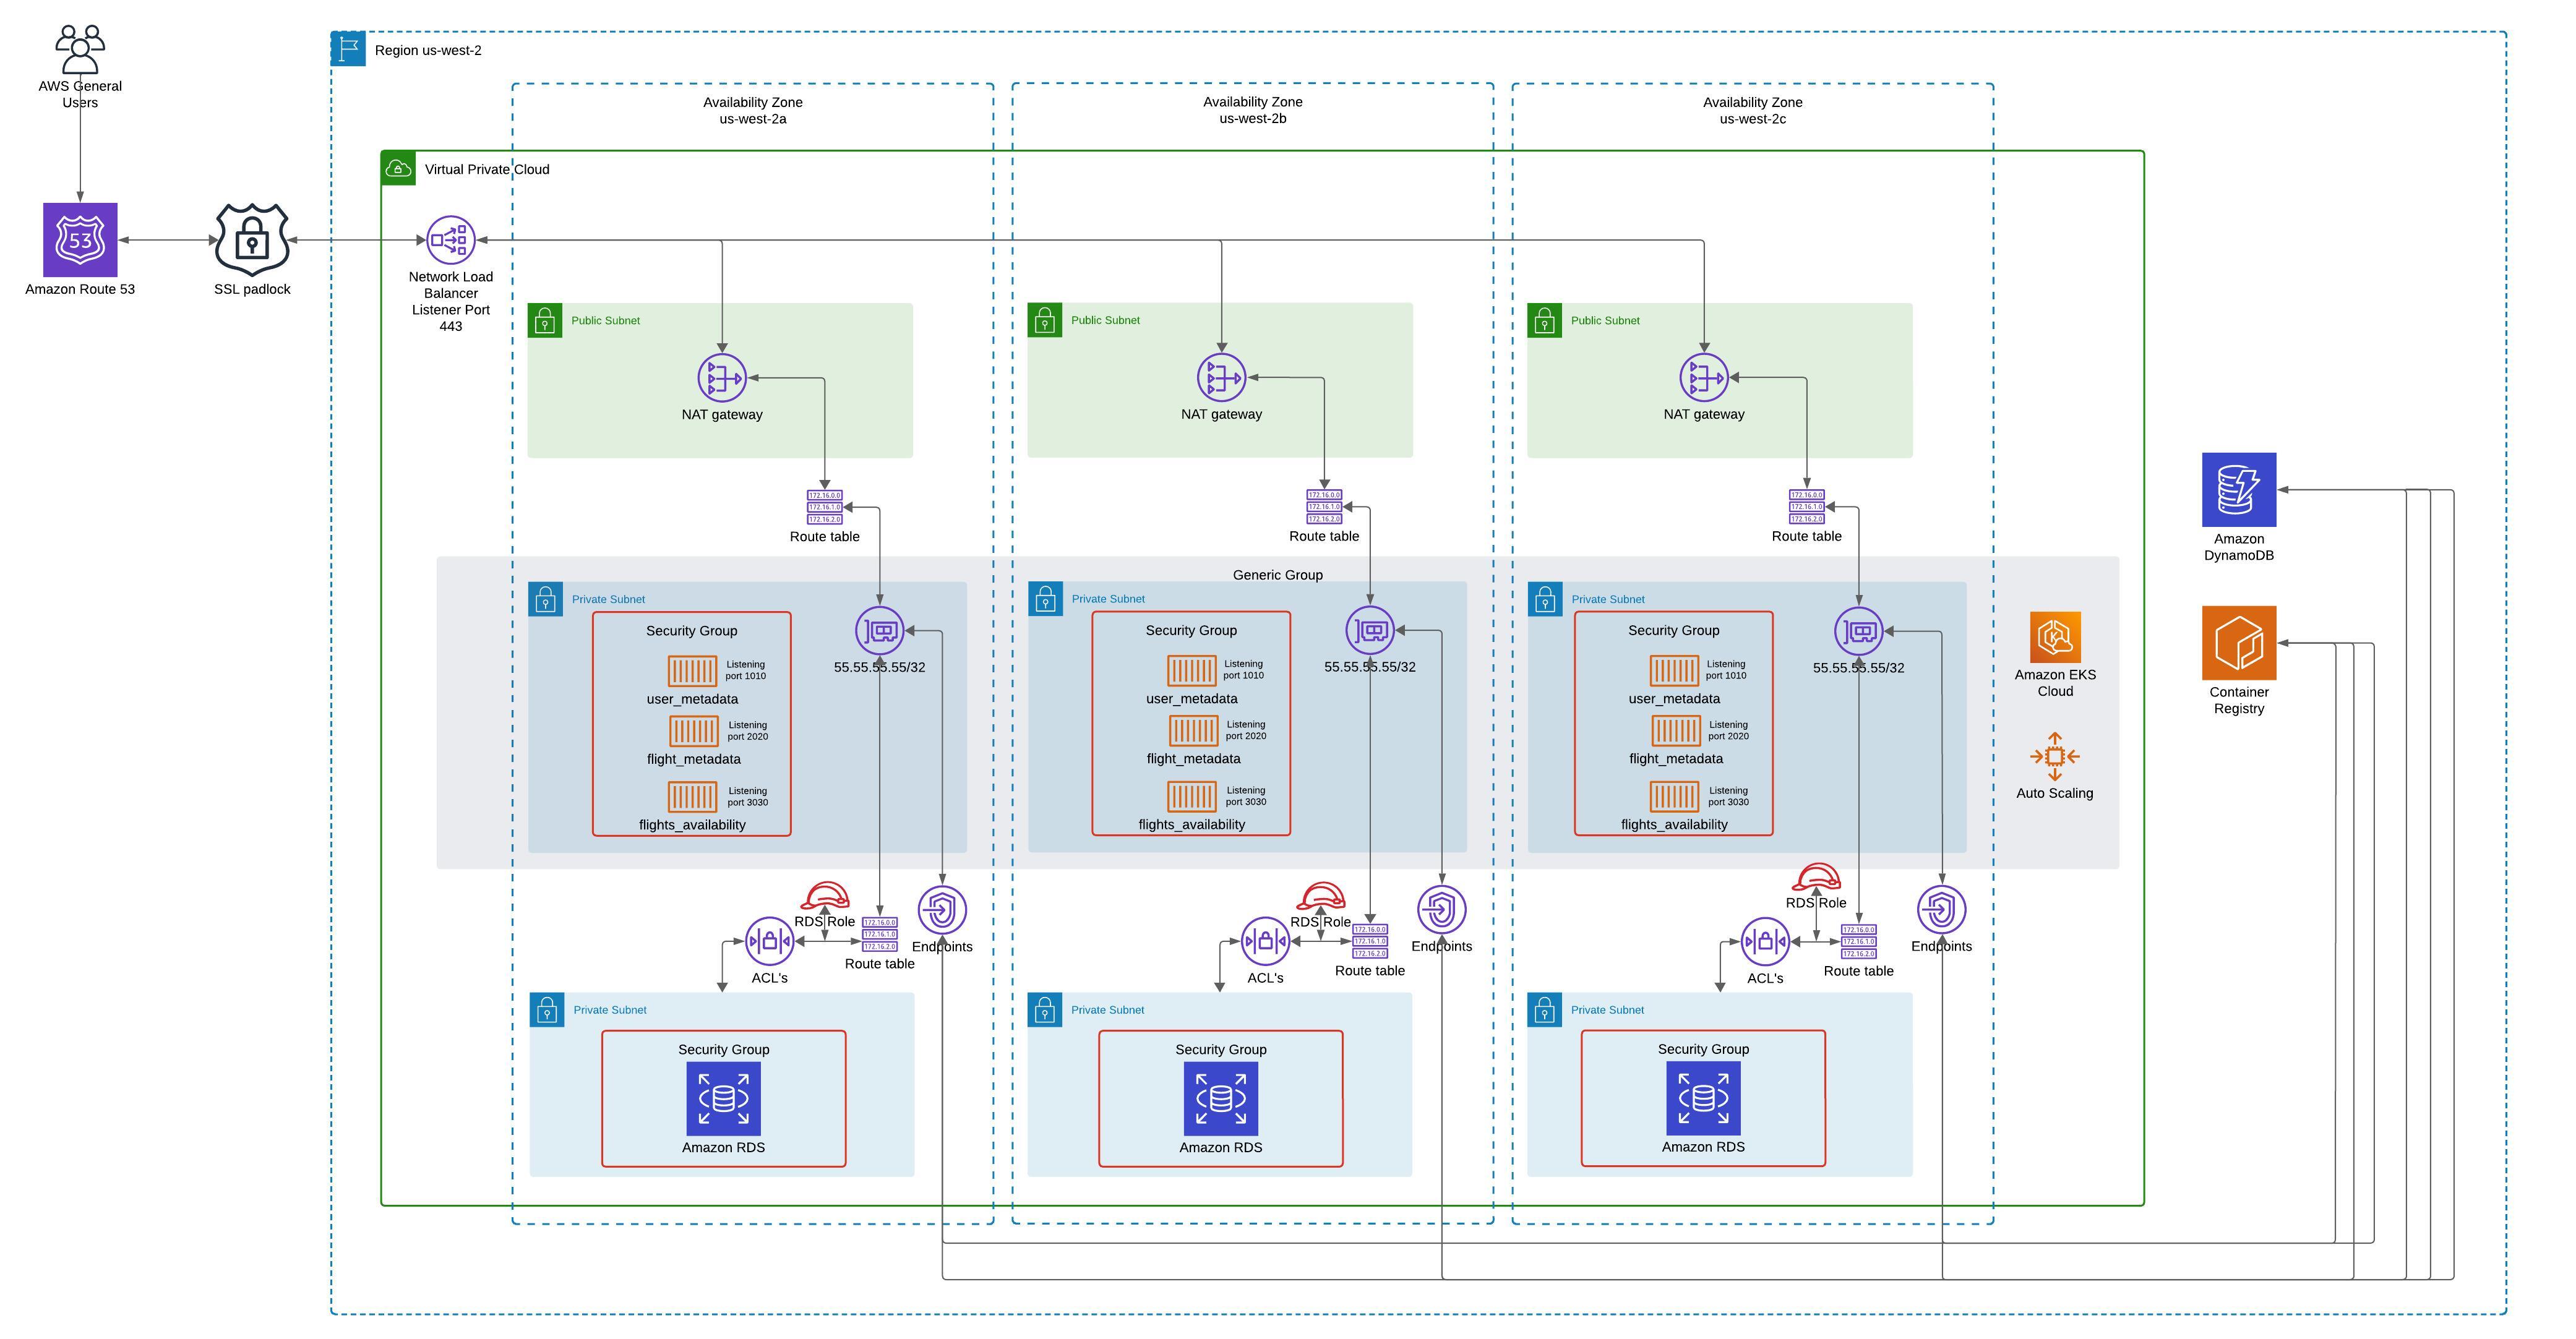 AWS General
Users
Region us-west-2
Availability Zone
us-west-2a
Availability Zone
us-west-2b
Availability Zone
us-west-2c
Virtual Private Cloud
53
Amazon Route 53
SSL padlock
Network Load
Balancer
Listener Port
443
Public Subnet
NAT gateway
Public Subnet
NAT gateway
Public Subnet
NAT gateway
172.16.0.0
172.16.1.0
172.16.2.0
Route table
172.16.0.0
172.16.1.0
172.16.2.0
Route table
172.16.0.0
172.16.1.0
172.16.2.0
Route table
Amazon
DynamoDB
Generic Group
Private Subnet
Security Group
Listening
port 1010
user_metadata
Listening
port 2020
flight_metadata
Listening
port 3030
flights_availability
55.55.55.55/32
Private Subnet
Security Group
Listening
port 1010
user_metadata
Listening
port 2020
flight_metadata
Listening
port 3030
flights_availability
55.55.55.55/32
Private Subnet
Security Group
Listening
port 1010
user_metadata
Listening
port 2020
flight_metadata
Listening
port 3030
flights_availability
55.55.55.55/32
Amazon EKS
Cloud
Auto Scaling
Container
Registry
RDS Role
ACL's
172.16.0.0
172.16.1.0
172.16.2.0
Route table
Endpoints
RDS Role
ACL's
172.16.0.0
172.16.1.0
172.16.2.0
Route table
Endpoints
RDS Role
ACL's
172.16.0.0
172.16.1.0
172.16.2.0
Route table
Endpoints
Private Subnet
Security Group
Amazon RDS
Private Subnet
Security Group
Amazon RDS
Private Subnet
Security Group
Amazon RDS